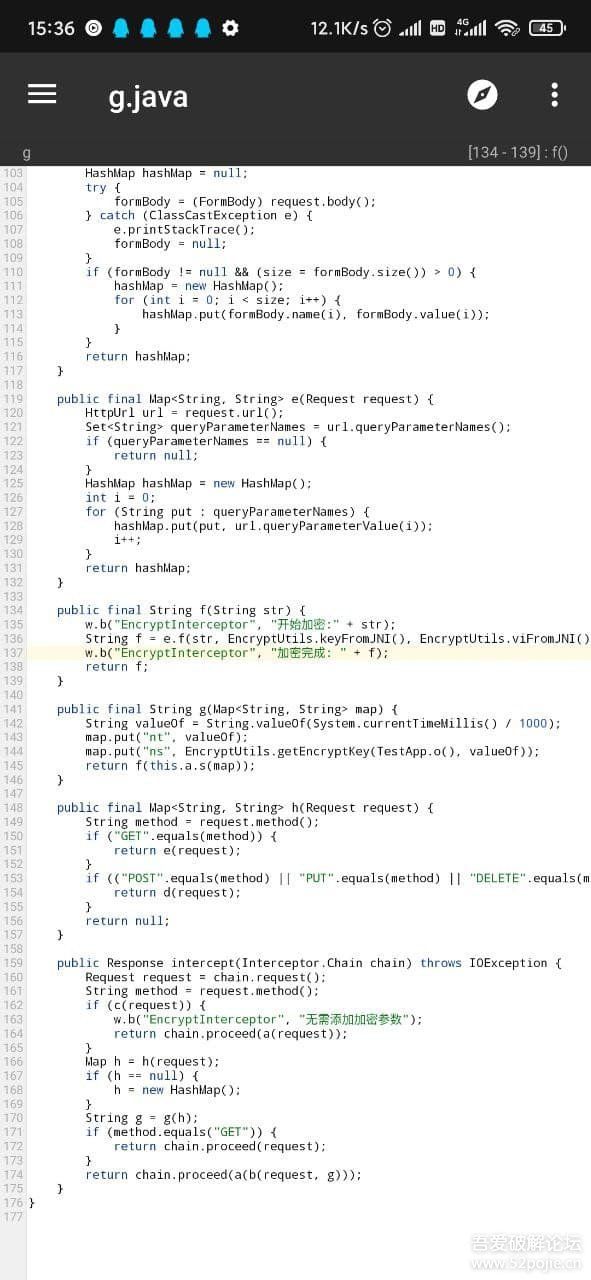 15:36 12.1K/s HD 4G 45
g.java
g [134 - 139] : f()
103 HashMap hashMap = null;
104 try {
105 formBody = (FormBody) request.body();
106 } catch (ClassCastException e) {
107 e.printStackTrace();
108 formBody = null;
109 }
110 if (formBody != null && (size = formBody.size()) > 0) {
111 hashMap = new HashMap();
112 for (int i = 0; i < size; i++) {
113 hashMap.put(formBody.name(i), formBody.value(i));
114 }
115 }
116 return hashMap;
117 }
118
119 public final Map<String, String> e(Request request) {
120 HttpUrl url = request.url();
121 Set<String> queryParameterNames = url.queryParameterNames();
122 if (queryParameterNames == null) {
123 return null;
124 }
125 HashMap hashMap = new HashMap();
126 int i = 0;
127 for (String put : queryParameterNames) {
128 hashMap.put(put, url.queryParameterValue(i));
129 i++;
130 }
131 return hashMap;
132 }
133
134 public final String f(String str) {
135 w.b("EncryptInterceptor", "开始加密:" + str);
136 String f = e.f(str, EncryptUtils.keyFromJNI(), EncryptUtils.viFromJNI()
137 w.b("EncryptInterceptor", "加密完成: " + f);
138 return f;
139 }
140
141 public final String g(Map<String, String> map) {
142 String valueOf = String.valueOf(System.currentTimeMillis() / 1000);
143 map.put("nt", valueOf);
144 map.put("ns", EncryptUtils.getEncryptKey(TestApp.o(), valueOf));
145 return f(this.a.s(map));
146 }
147
148 public final Map<String, String> h(Request request) {
149 String method = request.method();
150 if ("GET".equals(method)) {
151 return e(request);
152 }
153 if (("POST".equals(method) || "PUT".equals(method) || "DELETE".equals(m
154 return d(request);
155 }
156 return null;
157 }
158
159 public Response intercept(Interceptor.Chain chain) throws IOException {
160 Request request = chain.request();
161 String method = request.method();
162 if (c(request)) {
163 w.b("EncryptInterceptor", "无需添加加密参数");
164 return chain.proceed(a(request));
165 }
166 Map h = h(request);
167 if (h == null) {
168 h = new HashMap();
169 }
170 String g = g(h);
171 if (method.equals("GET")) {
172 return chain.proceed(request);
173 }
174 return chain.proceed(a(b(request, g)));
175 }
176 }
177
吾爱破解论坛
www.52pojie.cn